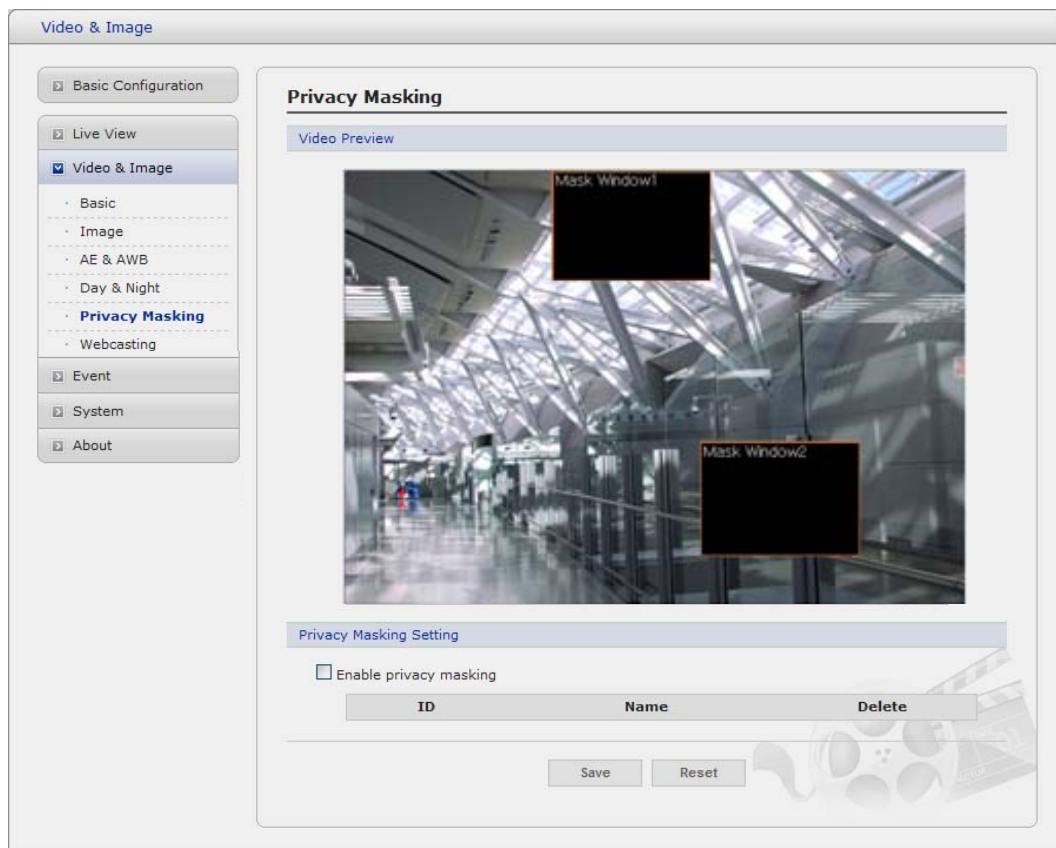 Video & Image
Basic Configuration
Live View
Video & Image
Basic
Image
AE & AWB
Day & Night
Privacy Masking
Webcasting
Event
System
About
Privacy Masking
Video Preview
Mask Window1
Mask Window2
Privacy Masking Setting
Enable privacy masking
ID Name Delete
Save Reset